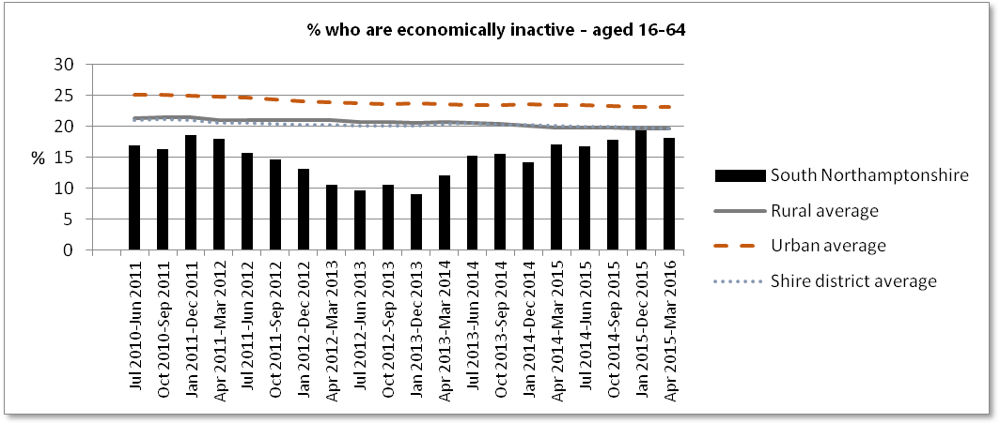 % who are economically inactive - aged 16-64
30
25
20
15
10
5
0
%
Jul 2010-Jun 2011
Oct 2010-Sep 2011
Jan 2011-Dec 2011
Apr 2011-Mar 2012
Jul 2011-Jun 2012
Oct 2011-Sep 2012
Jan 2012-Dec 2012
Apr 2012-Mar 2013
Jul 2012-Jun 2013
Oct 2012-Sep 2013
Jan 2013-Dec 2013
Apr 2013-Mar 2014
Jul 2013-Jun 2014
Oct 2013-Sep 2014
Jan 2014-Dec 2014
Apr 2014-Mar 2015
Jul 2014-Jun 2015
Oct 2014-Sep 2015
Jan 2015-Dec 2015
Apr 2015-Mar 2016
South Northamptonshire
Rural average
Urban average
Shire district average